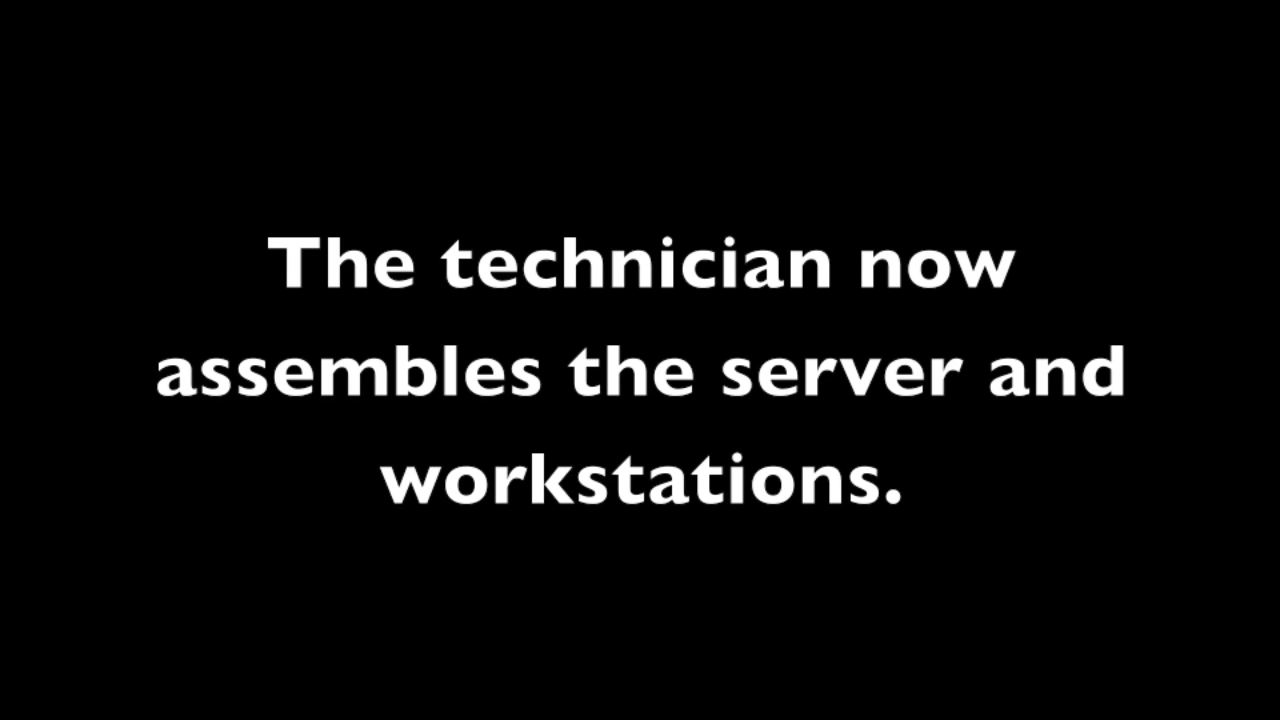 The technician now
assembles the server and
workstations.